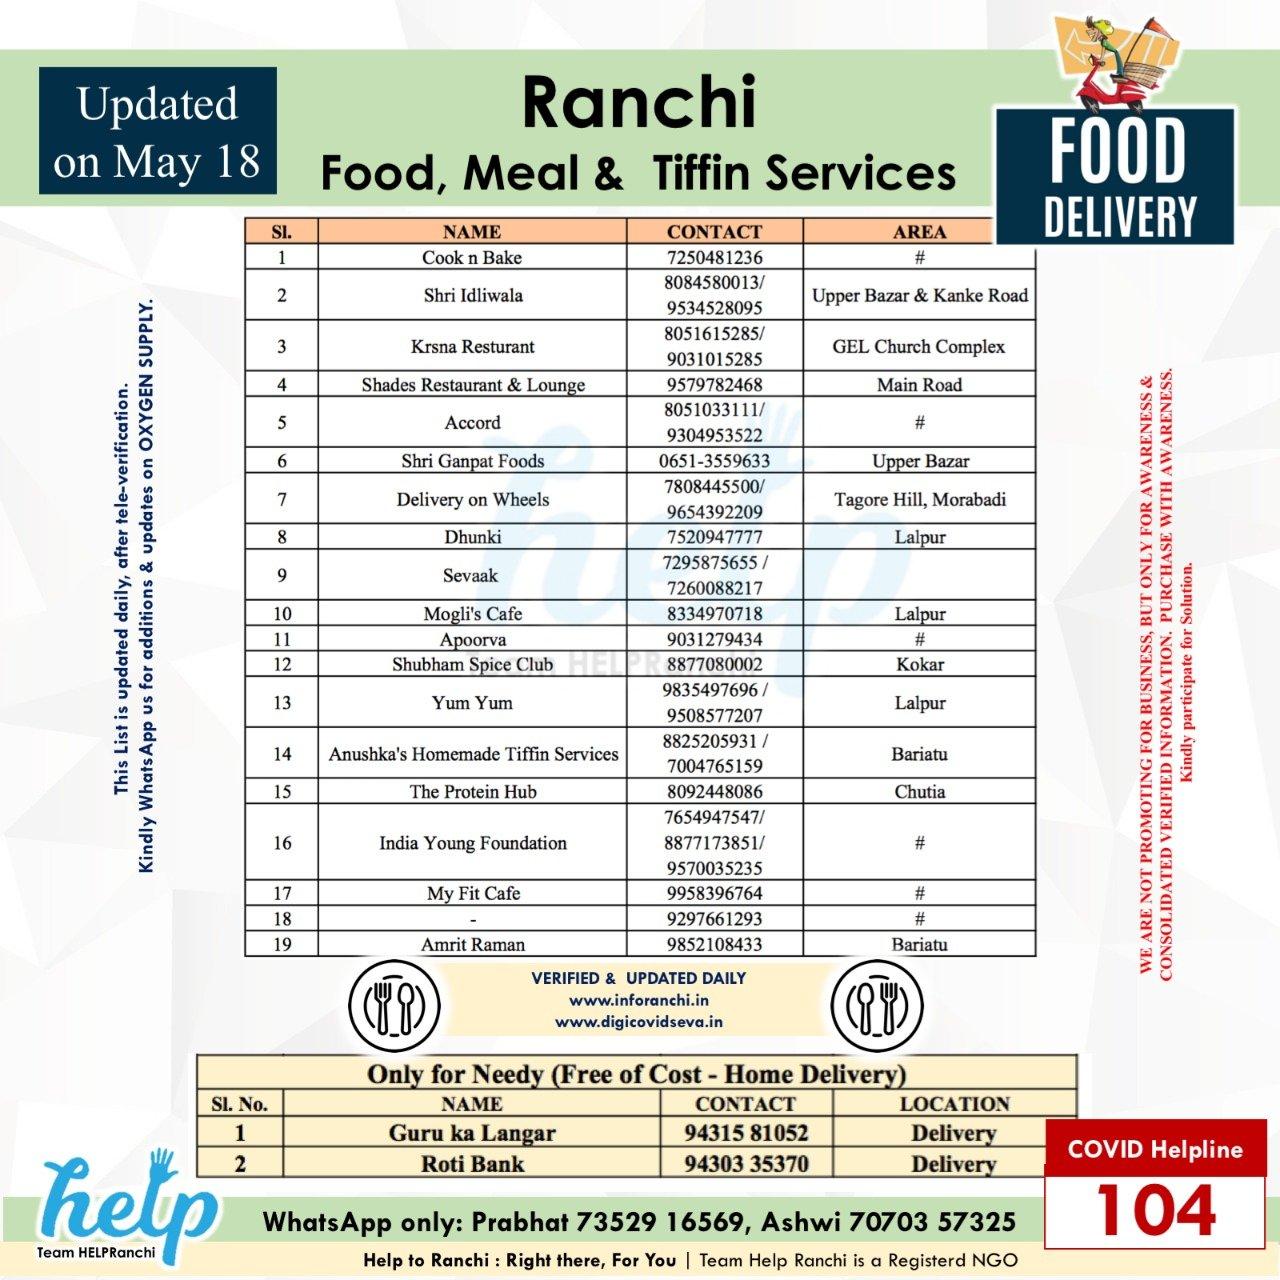 Updated
on May 18
Ranchi
Food, Meal & Tiffin Services
FOOD
DELIVERY
Sl. NAME CONTACT AREA
1 Cook n Bake 7250481236 #
2 Shri Idliwala 8084580013/ 9534528095 Upper Bazar & Kanke Road
3 Krsna Resturant 8051615285/ 9031015285 GEL Church Complex
4 Shades Restaurant & Lounge 9579782468 Main Road
5 Accord 8051033111/ 9304953522 #
6 Shri Ganpat Foods 0651-3559633 Upper Bazar
7 Delivery on Wheels 7808445500/ 9654392209 Tagore Hill, Morabadi
8 Dhunki 7520947777 Lalpur
9 Sevaak 7295875655 / 7260088217
10 Mogli's Cafe 8334970718 Lalpur
11 Apoorva 9031279434 #
12 Shubham Spice Club 8877080002 Kokar
13 Yum Yum 9835497696 / 9508577207 Lalpur
14 Anushka's Homemade Tiffin Services 8825205931 / 7004765159 Bariatu
15 The Protein Hub 8092448086 Chutia
16 India Young Foundation 7654947547/ 8877173851/ 9570035235 #
17 My Fit Cafe 9958396764 #
18 - 9297661293 #
19 Amrit Raman 9852108433 Bariatu
help
Team HELPRanchi
This List is updated daily, after tele-verification.
Kindly WhatsApp us for additions & updates on OXYGEN SUPPLY.
WE ARE NOT PROMOTING FOR BUSINESS, BUT ONLY FOR AWARENESS &
CONSOLIDATED VERIFIED INFORMATION. PURCHASE WITH AWARENESS.
Kindly participate for Solution.
VERIFIED & UPDATED DAILY
www.inforanchi.in
www.digicovidseva.in
Only for Needy (Free of Cost - Home Delivery)
Sl. No. NAME CONTACT LOCATION
1 Guru ka Langar 94315 81052 Delivery
2 Roti Bank 94303 35370 Delivery
COVID Helpline
104
help
Team HELPRanchi
WhatsApp only: Prabhat 73529 16569, Ashwi 70703 57325
Help to Ranchi : Right there, For You | Team Help Ranchi is a Registerd NGO